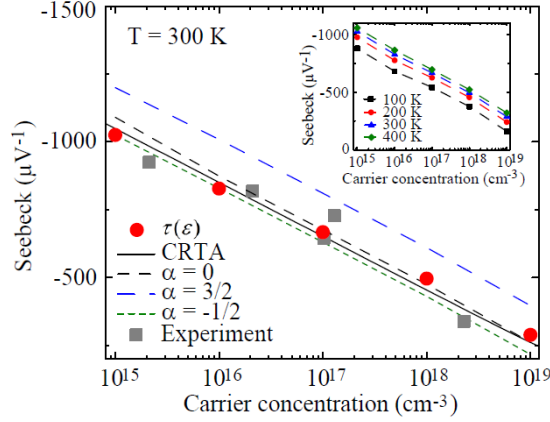 -1500
T = 300 K
-1000
-500
Seebeck (μV⁻¹)
τ(ε)
CRTA
α = 0
α = 3/2
α = -1/2
Experiment
10¹⁵ 10¹⁶ 10¹⁷ 10¹⁸ 10¹⁹
Carrier concentration (cm⁻³)
-1000
-500
0
Seebeck (μV⁻¹)
100 K
200 K
300 K
400 K
10¹⁵ 10¹⁶ 10¹⁷ 10¹⁸ 10¹⁹
Carrier concentration (cm⁻³)